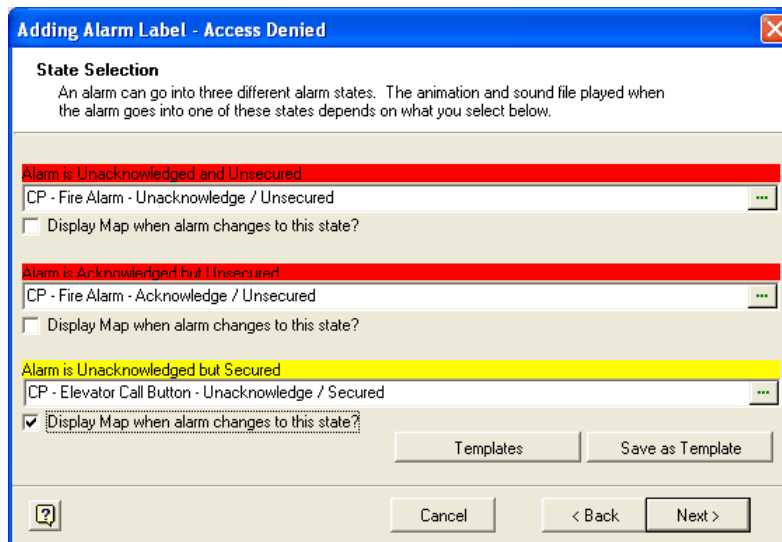 Adding Alarm Label - Access Denied
State Selection
An alarm can go into three different alarm states. The animation and sound file played when
the alarm goes into one of these states depends on what you select below.
Alarm is Unacknowledged and Unsecured
CP - Fire Alarm - Unacknowledge / Unsecured
...
Display Map when alarm changes to this state?
Alarm is Acknowledged but Unsecured
CP - Fire Alarm - Acknowledge / Unsecured
...
Display Map when alarm changes to this state?
Alarm is Unacknowledged but Secured
CP - Elevator Call Button - Unacknowledge / Secured
...
Display Map when alarm changes to this state?
Templates
Save as Template
?
Cancel
< Back
Next >